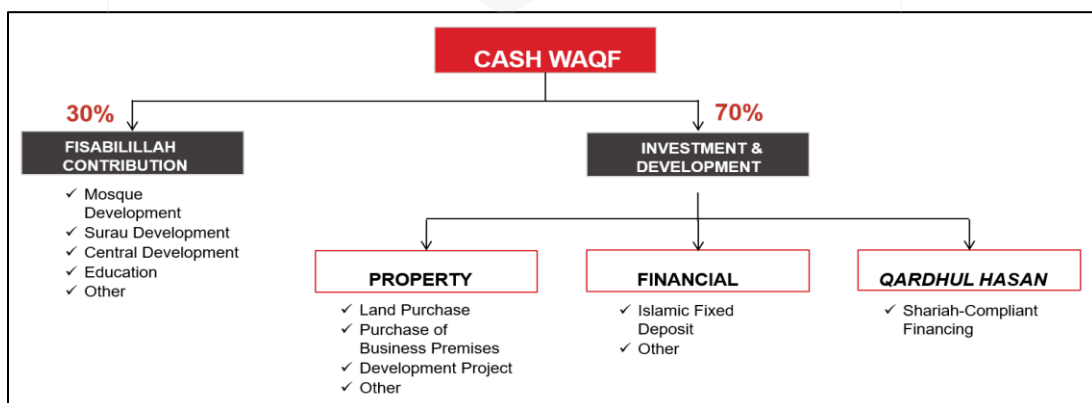 CASH WAQF
30%
70%
FISABILILLAH
CONTRIBUTION
✓ Mosque
Development
✓ Surau Development
✓ Central Development
✓ Education
✓ Other
INVESTMENT &
DEVELOPMENT
PROPERTY
✓ Land Purchase
✓ Purchase of
Business Premises
✓ Development Project
✓ Other
FINANCIAL
✓ Islamic Fixed
Deposit
✓ Other
QARDHUL HASAN
✓ Shariah-Compliant
Financing